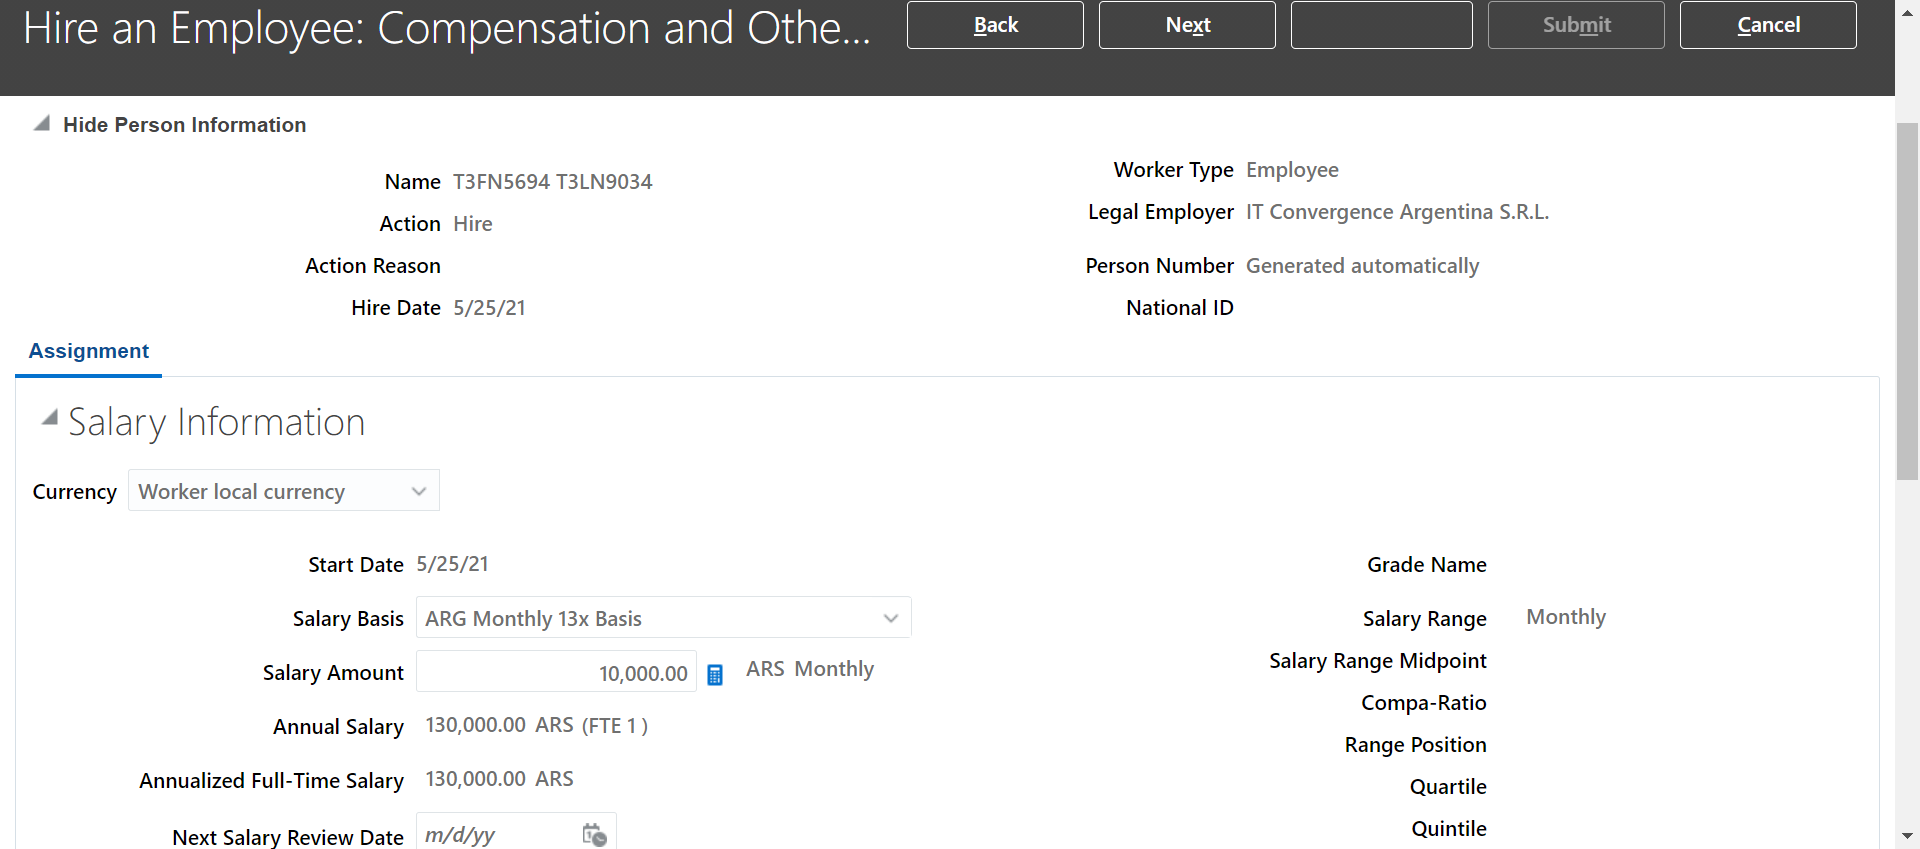 Hire an Employee: Compensation and Othe...
Back
Next
Submit
Cancel
Hide Person Information
Name T3FN5694 T3LN9034
Action Hire
Action Reason
Hire Date 5/25/21
Worker Type Employee
Legal Employer IT Convergence Argentina S.R.L.
Person Number Generated automatically
National ID
Assignment
Salary Information
Currency Worker local currency
Start Date 5/25/21
Salary Basis ARG Monthly 13x Basis
Salary Amount 10,000.00 ARS Monthly
Annual Salary 130,000.00 ARS (FTE 1 )
Annualized Full-Time Salary 130,000.00 ARS
Next Salary Review Date m/d/yy
Grade Name
Salary Range Monthly
Salary Range Midpoint
Compa-Ratio
Range Position
Quartile
Quintile